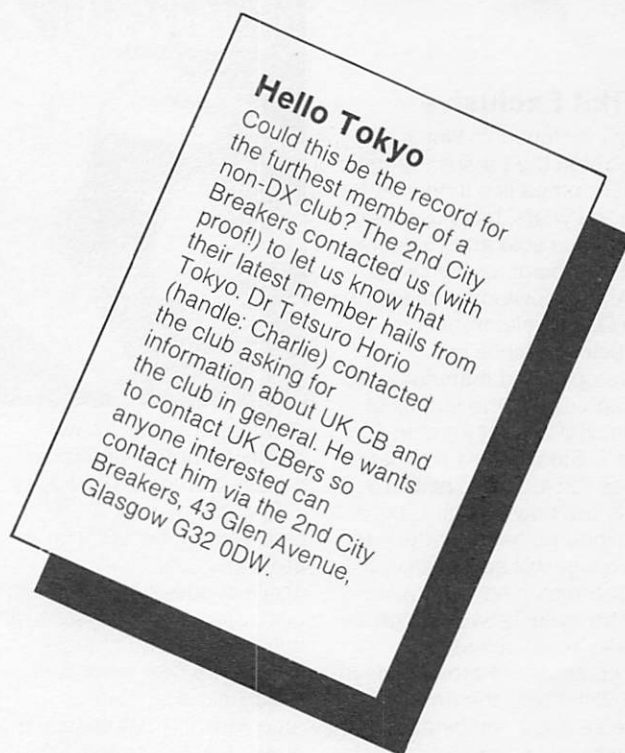 Hello Tokyo
Could this be the record for
the furthest member of a
non-DX club? The 2nd City
Breakers contacted us (with
proof!) to let us know that
their latest member hails from
Tokyo. Dr Tetsuro Horio
(handle: Charlie) contacted
the club asking for
information about UK CB and
the club in general. He wants
to contact UK CBers so
anyone interested can
contact him via the 2nd City
Breakers, 43 Glen Avenue,
Glasgow G32 0DW.